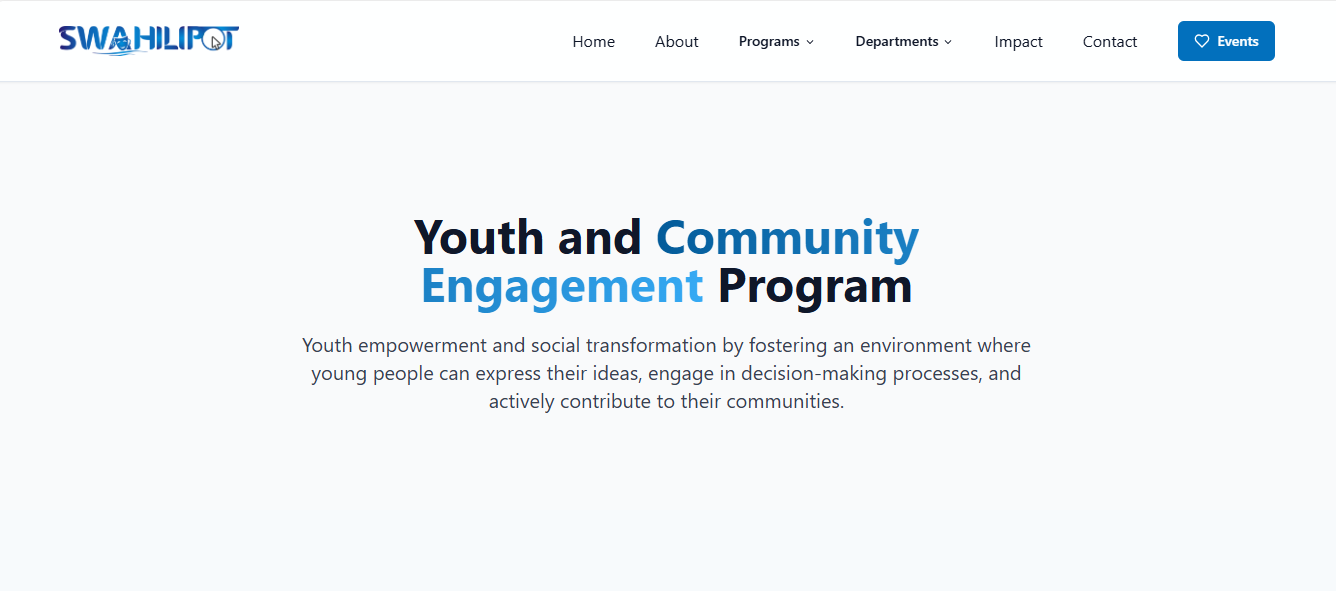 SWAHILIPOT
Home About Programs Departments Impact Contact Events
Youth and Community
Engagement Program
Youth empowerment and social transformation by fostering an environment where
young people can express their ideas, engage in decision-making processes, and
actively contribute to their communities.